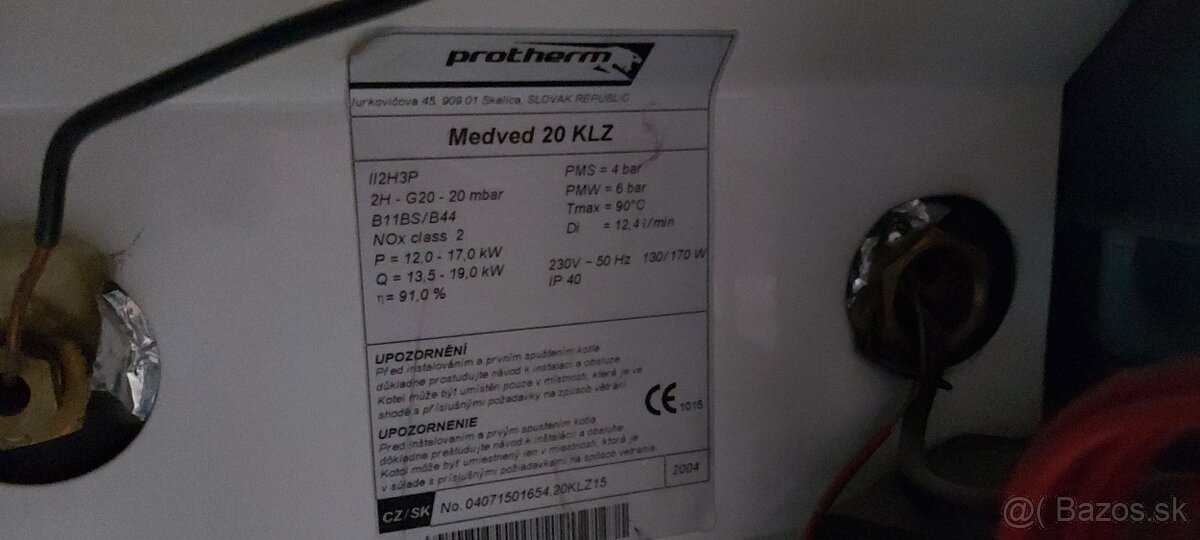 protherm
Jurkovičova 45, 909 01 Skalica, SLOVAK REPUBLIC
Medved 20 KLZ
II2H3P
2H - G20 - 20 mbar
B11BS/B44
NOx class 2
P = 12,0 - 17,0 kW
Q = 13,5 - 19,0 kW
η = 91,0 %
PMS = 4 bar
PMW = 6 bar
Tmax = 90°C
Di = 12,4 l/min
230V ~ 50 Hz 130/170 W
IP 40
UPOZORNĚNÍ
Před instalováním a prvním spuštěním kotle
důkladně prostudujte návod k instalaci a obsluze.
Kotel může být umístěn pouze v místnosti, která je ve
shodě s příslušnými požadavky na způsob větrání
UPOZORNENIE
Pred inštalovaním a prvým spustením kotla
dôkladne preštudujte návod k inštalácii a obsluhe
Kotol môže byť umiestnený len v miestnosti, ktorá je
v súlade s príslušnými požiadavkami na spôsob vetrania
CE 1015
2004
CZ/SK No. 04071501654 20KLZ15
@( Bazos.sk